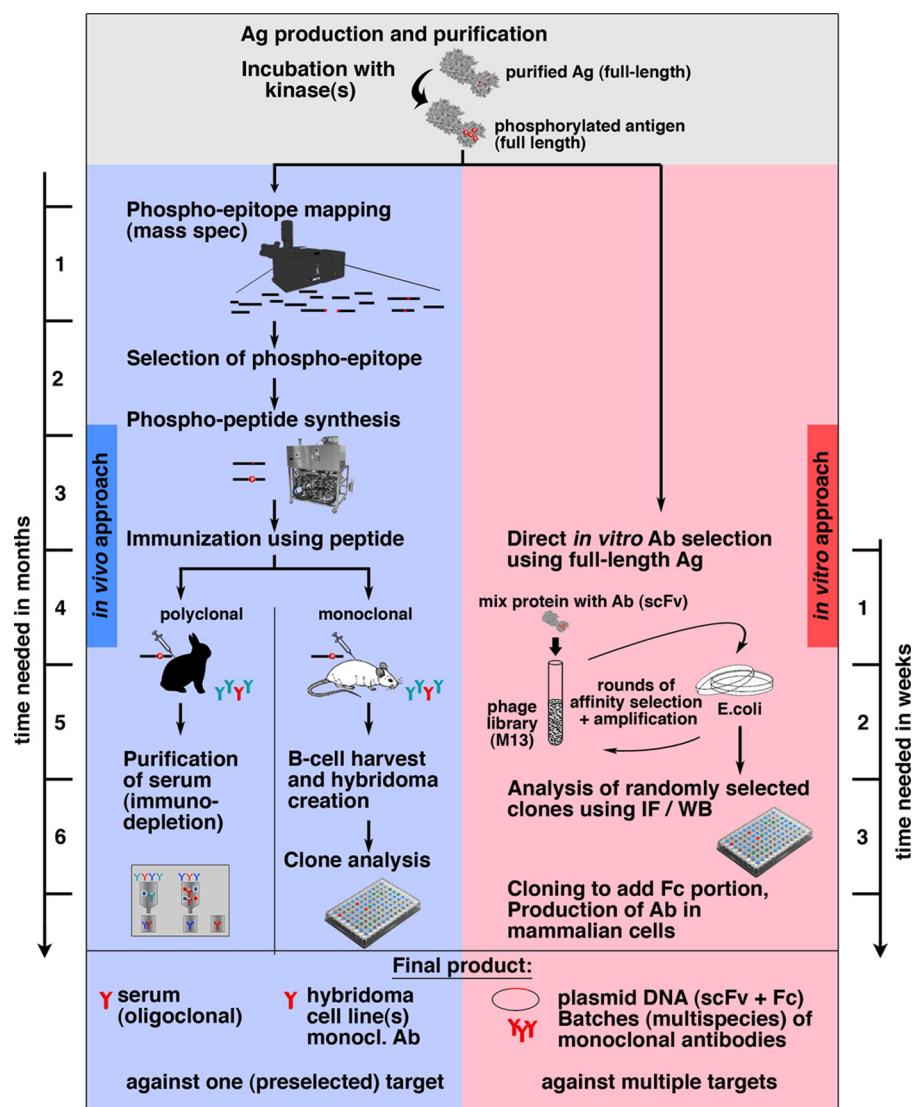 Ag production and purification
Incubation with
kinase(s)
purified Ag (full-length)
phosphorylated antigen
(full length)
time needed in months
1
2
3
4
5
6
in vivo approach
Phospho-epitope mapping
(mass spec)
Selection of phospho-epitope
Phospho-peptide synthesis
P
Immunization using peptide
polyclonal
monoclonal
P
P
Purification
of serum
(immuno-
depletion)
B-cell harvest
and hybridoma
creation
Clone analysis
in vitro approach
time needed in weeks
1
2
3
Direct in vitro Ab selection
using full-length Ag
mix protein with Ab (scFv)
phage
library
(M13)
rounds of
affinity selection
+ amplification
E.coli
Analysis of randomly selected
clones using IF / WB
Cloning to add Fc portion,
Production of Ab in
mammalian cells
Final product:
serum
(oligoclonal)
hybridoma
cell line(s)
monocl. Ab
plasmid DNA (scFv + Fc)
Batches (multispecies) of
monoclonal antibodies
against one (preselected) target
against multiple targets